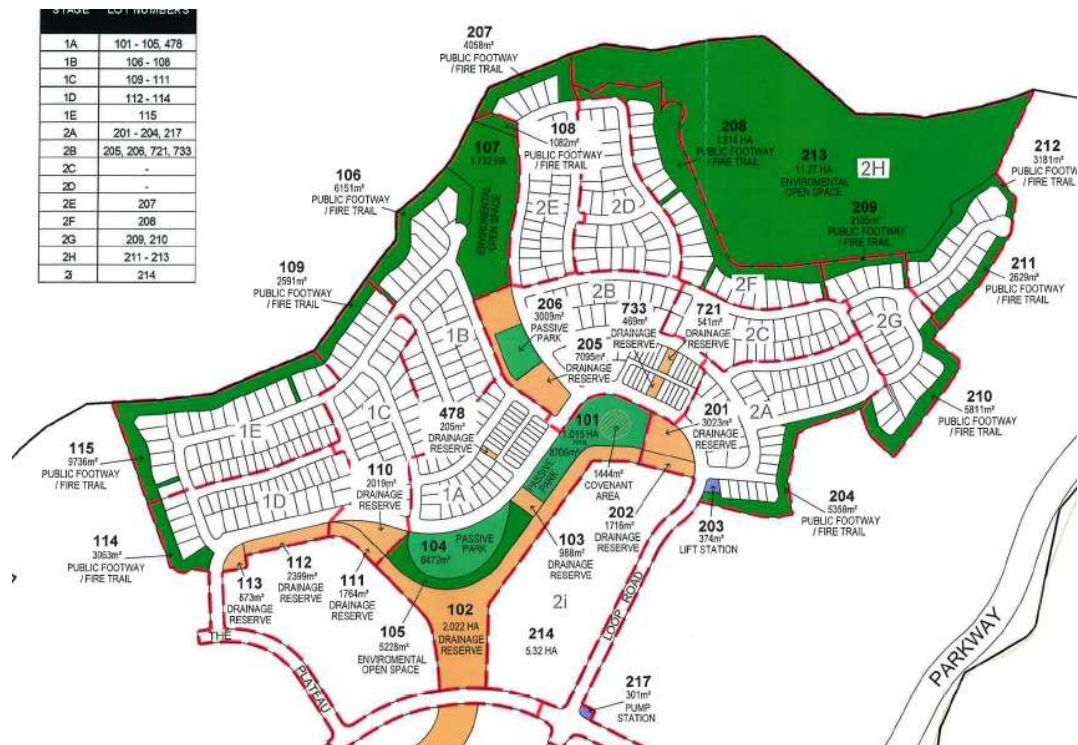 STAGE LOT NUMBERS
1A 101 - 105, 478
1B 106 - 108
1C 109 - 111
1D 112 - 114
1E 115
2A 201 - 204, 217
2B 205, 206, 721, 733
2C -
2D -
2E 207
2F 208
2G 209, 210
2H 211 - 213
2i 214
207
4058m²
PUBLIC FOOTWAY
/ FIRE TRAIL
108
1082m²
PUBLIC FOOTWAY
/ FIRE TRAIL
107
1.732 HA
ENVIROMENTAL
OPEN SPACE
208
1.814 HA
PUBLIC FOOTWAY
/ FIRE TRAIL
213
11.27 HA
ENVIROMENTAL
OPEN SPACE
2H
212
3181m²
PUBLIC FOOTW
/ FIRE TRAIL
106
6151m²
PUBLIC FOOTWAY
/ FIRE TRAIL
2E
2D
209
PUBLIC FOOTWAY
/ FIRE TRAIL
109
2591m²
PUBLIC FOOTWAY
/ FIRE TRAIL
211
2629m²
PUBLIC FOOTWAY
/ FIRE TRAIL
2B
2F
206
3009m²
PASSIVE
PARK
733
469m²
DRAINAGE
RESERVE
721
541m²
DRAINAGE
RESERVE
2C
2G
1B
205
7095m²
DRAINAGE
RESERVE
210
5811m²
PUBLIC FOOTWAY
/ FIRE TRAIL
1C
478
205m²
DRAINAGE
RESERVE
101
1.015 HA
8706m²
PASSIVE
PARK
201
3023m²
DRAINAGE
RESERVE
2A
1E
115
9736m²
PUBLIC FOOTWAY
/ FIRE TRAIL
110
2019m²
DRAINAGE
RESERVE
1444m²
COVENANT
AREA
1D
1A
202
1716m²
DRAINAGE
RESERVE
203
374m²
LIFT STATION
204
5368m²
PUBLIC FOOTWAY
/ FIRE TRAIL
114
3063m²
PUBLIC FOOTWAY
/ FIRE TRAIL
104
6472m²
PASSIVE
PARK
103
988m²
DRAINAGE
RESERVE
113
873m²
DRAINAGE
RESERVE
112
2399m²
DRAINAGE
RESERVE
111
1764m²
DRAINAGE
RESERVE
102
2.022 HA
DRAINAGE
RESERVE
105
5228m²
ENVIROMENTAL
OPEN SPACE
2i
214
5.32 HA
LOOP ROAD
THE
PLATEAU
217
301m²
PUMP
STATION
PARKWAY